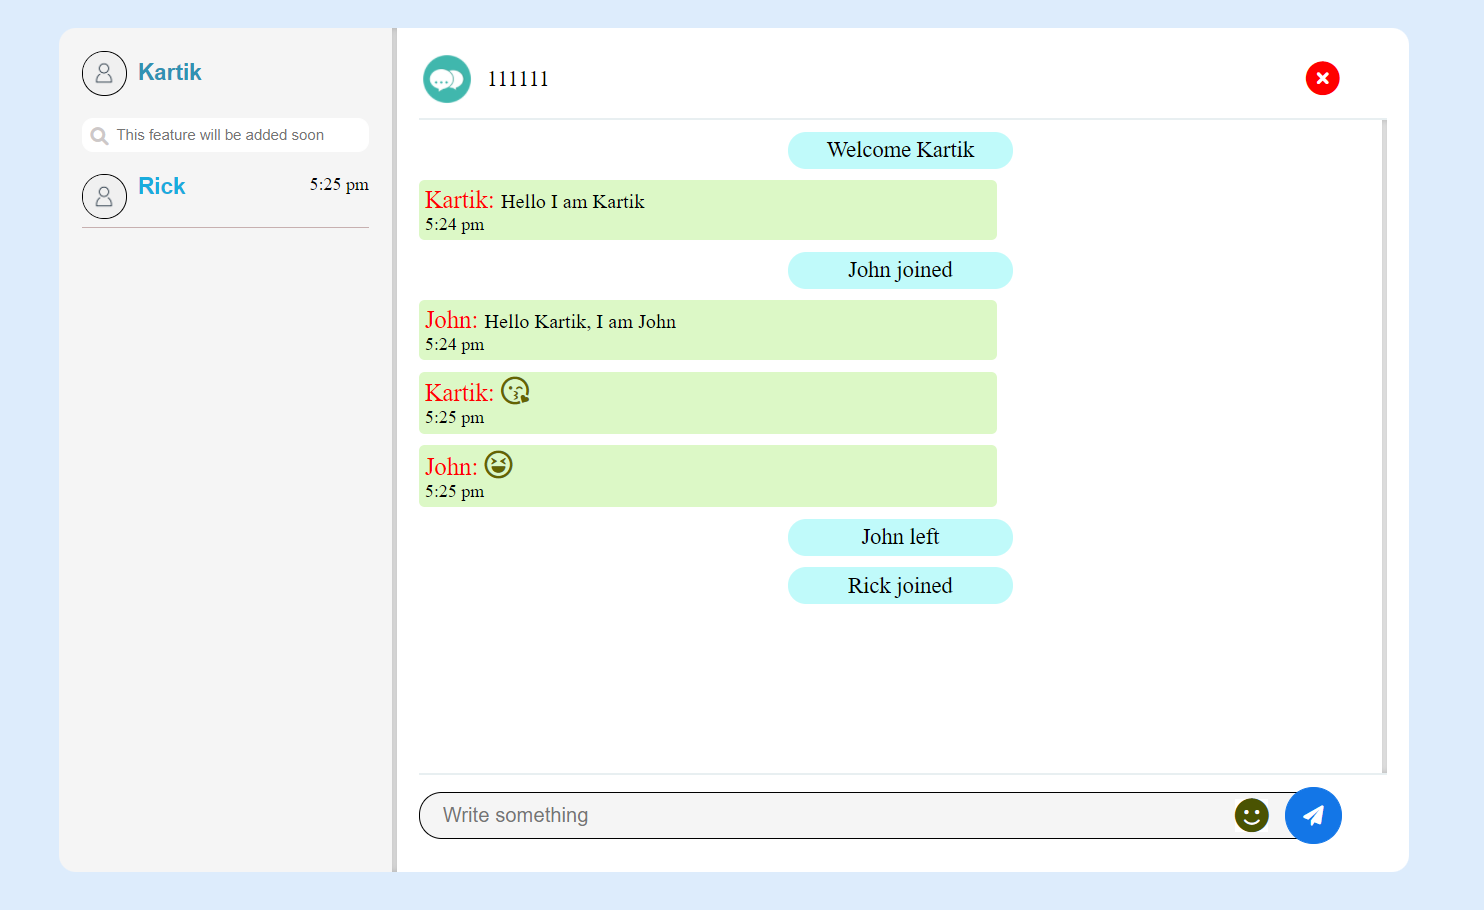 Kartik
This feature will be added soon
Rick 5:25 pm
111111
Welcome Kartik
Kartik: Hello I am Kartik
5:24 pm
John joined
John: Hello Kartik, I am John
5:24 pm
Kartik: 😘
5:25 pm
John: 😆
5:25 pm
John left
Rick joined
Write something